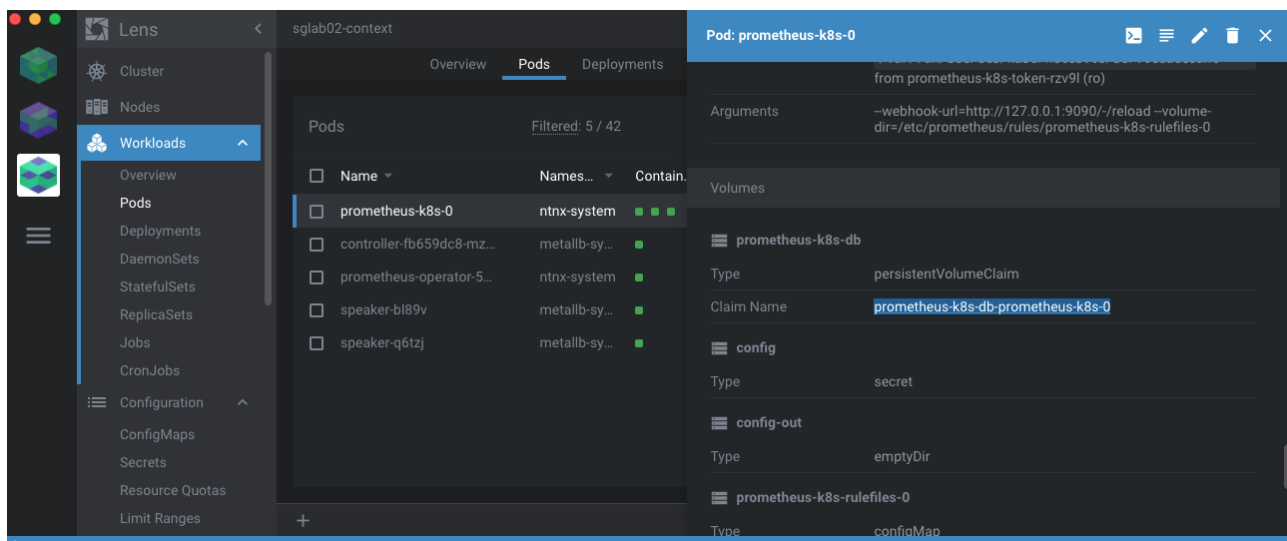 Lens
Cluster
Nodes
Workloads
Overview
Pods
Deployments
DaemonSets
StatefulSets
ReplicaSets
Jobs
CronJobs
Configuration
ConfigMaps
Secrets
Resource Quotas
Limit Ranges
sglab02-context
Overview Pods Deployments
Pods Filtered: 5 / 42
Name Names... Contain.
prometheus-k8s-0 ntnx-system
controller-fb659dc8-mz... metallb-sy...
prometheus-operator-5... ntnx-system
speaker-bl89v metallb-sy...
speaker-q6tzj metallb-sy...
Pod: prometheus-k8s-0
from prometheus-k8s-token-rzv9l (ro)
Arguments --webhook-url=http://127.0.0.1:9090/-/reload --volume-
dir=/etc/prometheus/rules/prometheus-k8s-rulefiles-0
Volumes
prometheus-k8s-db
Type persistentVolumeClaim
Claim Name prometheus-k8s-db-prometheus-k8s-0
config
Type secret
config-out
Type emptyDir
prometheus-k8s-rulefiles-0
Type configMap